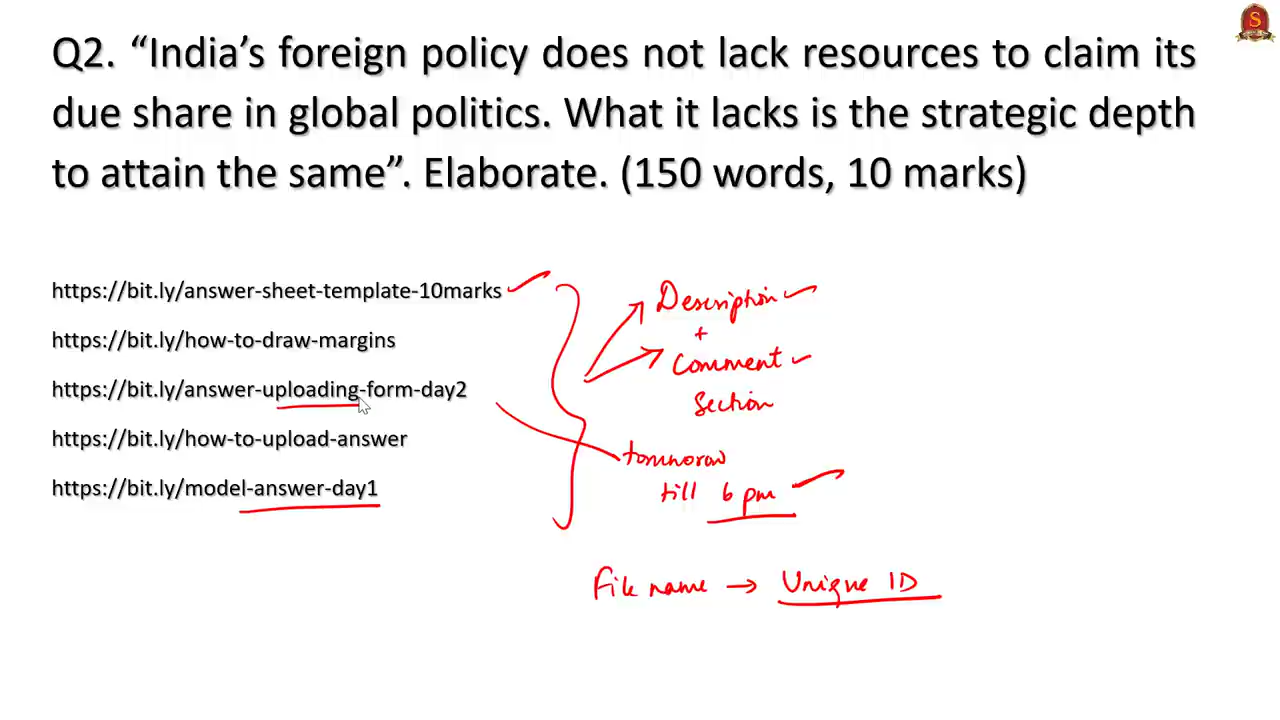 Q2. “India’s foreign policy does not lack resources to claim its
due share in global politics. What it lacks is the strategic depth
to attain the same”. Elaborate. (150 words, 10 marks)
https://bit.ly/answer-sheet-template-10marks
https://bit.ly/how-to-draw-margins
https://bit.ly/answer-uploading-form-day2
https://bit.ly/how-to-upload-answer
https://bit.ly/model-answer-day1
Description
+
Comment
Section
tomnoraw
till 6 pm
File name → Unique ID
S